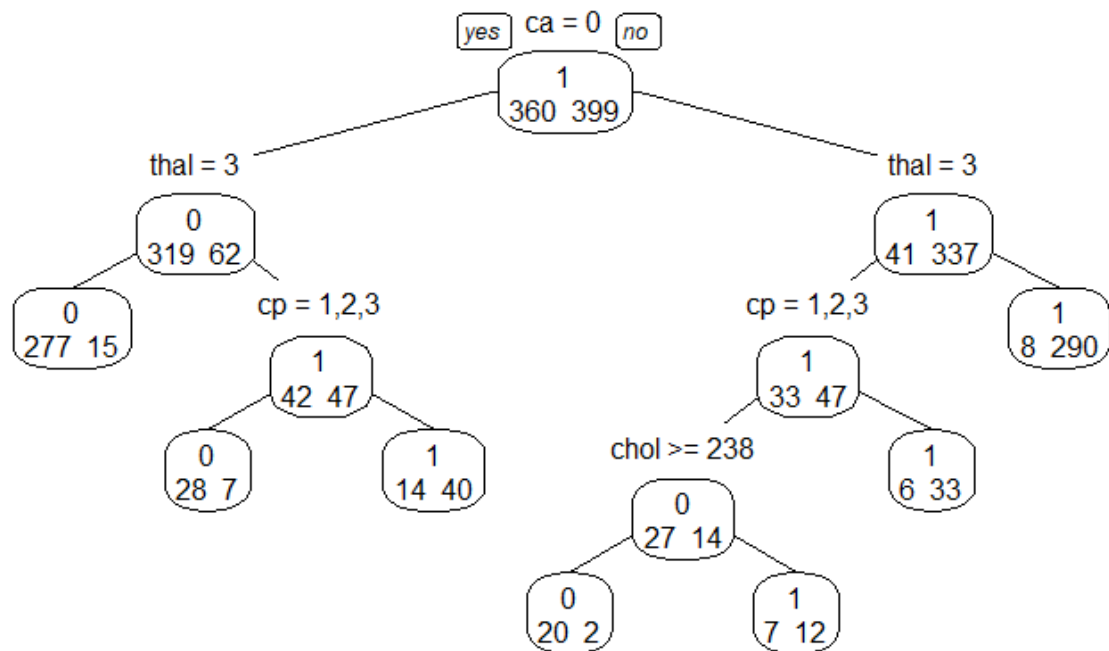 yes ca = 0 no
1
360 399
thal = 3 thal = 3
0 1
319 62 41 337
cp = 1,2,3 cp = 1,2,3
0 1
277 15 8 290
1 1
42 47 33 47
chol >= 238
0 1 1
28 7 14 40 6 33
0
27 14
0 1
20 2 7 12